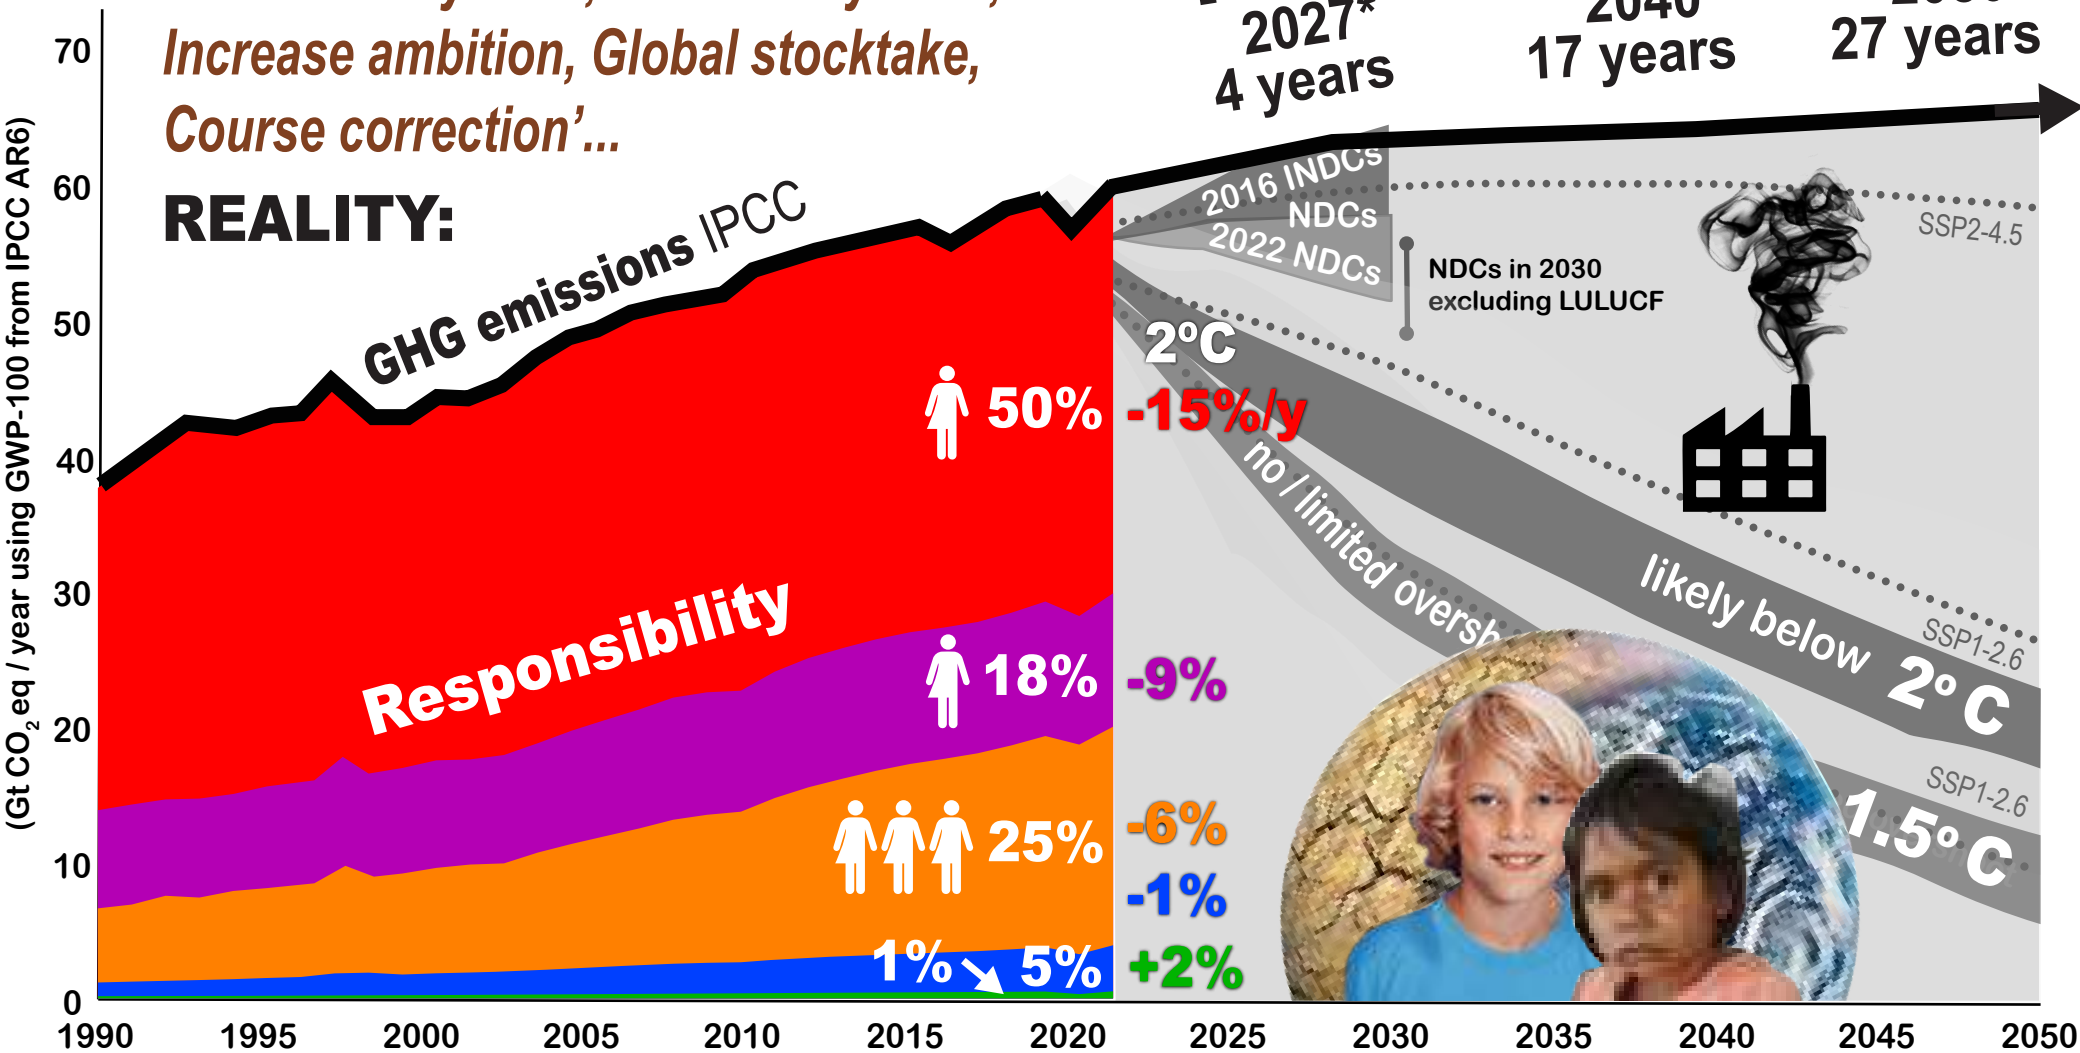 Increase ambition, Global stocktake,
Course correction’...
REALITY:
2027*
4 years
2040
17 years
27 years
GHG emissions IPCC
Responsibility
(Gt CO2 eq / year using GWP-100 from IPCC AR6)
70
60
50
40
30
20
10
0
2016 INDCs
NDCs
2022 NDCs
NDCs in 2030
excluding LULUCF
SSP2-4.5
2ºC
50% -15%/y
18% -9%
25% -6%
-1%
1% 5% +2%
no / limited oversh
likely below 2º C
SSP1-2.6
SSP1-2.6
1.5º C
1990 1995 2000 2005 2010 2015 2020 2025 2030 2035 2040 2045 2050